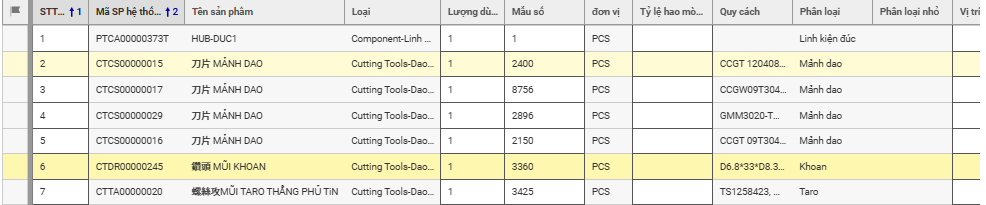 STT... 1 Mã SP hệ thố... 2 Tên sản phẩm Loại Lượng dù... Mẫu số đơn vị Tỷ lệ hao mò... Quy cách Phân loại Phân loại nhỏ Vị trí
1 PTCA00000373T HUB-DUC1 Component-Linh ... 1 1 PCS Linh kiện đúc
2 CTCS00000015 刀片 MẢNH DAO Cutting Tools-Dao... 1 2400 PCS CCGT 120408... Mảnh dao
3 CTCS00000017 刀片 MẢNH DAO Cutting Tools-Dao... 1 8756 PCS CCGW09T304... Mảnh dao
4 CTCS00000029 刀片 MẢNH DAO Cutting Tools-Dao... 1 2896 PCS GMM3020-T... Mảnh dao
5 CTCS00000016 刀片 MẢNH DAO Cutting Tools-Dao... 1 2150 PCS CCGT 09T304... Mảnh dao
6 CTDR00000245 鑽頭 MŨI KHOAN Cutting Tools-Dao... 1 3360 PCS D6.8*33*D8.3... Khoan
7 CTTA00000020 螺絲攻MŨI TARO THẲNG PHỦ TiN Cutting Tools-Dao... 1 3425 PCS TS1258423, ... Taro